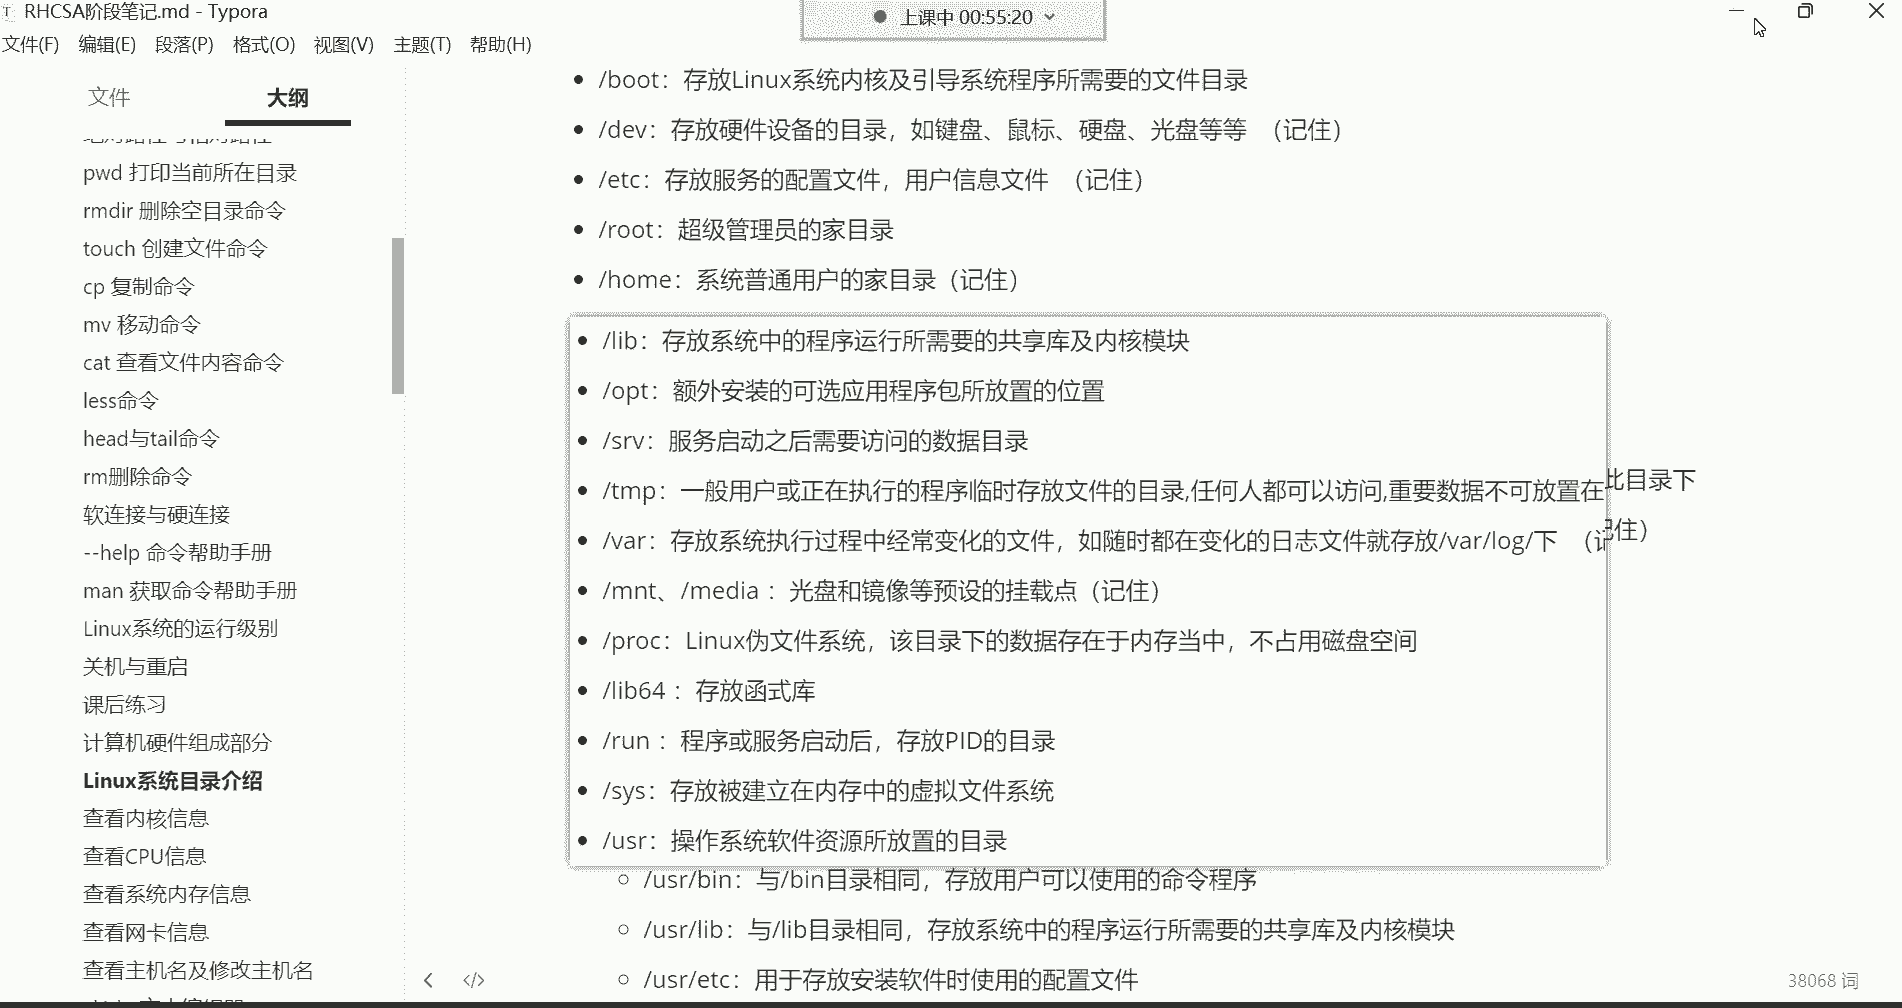 RHCSA阶段笔记.md - Typora
上课中 00:55:20
文件(F) 编辑(E) 段落(P) 格式(O) 视图(V) 主题(T) 帮助(H)
文件 大纲
pwd 打印当前所在目录
rmdir 删除空目录命令
touch 创建文件命令
cp 复制命令
mv 移动命令
cat 查看文件内容命令
less命令
head与tail命令
rm删除命令
软连接与硬连接
--help 命令帮助手册
man 获取命令帮助手册
Linux系统的运行级别
关机与重启
课后练习
计算机硬件组成部分
Linux系统目录介绍
查看内核信息
查看CPU信息
查看系统内存信息
查看网卡信息
查看主机名及修改主机名
/boot：存放Linux系统内核及引导系统程序所需要的文件目录
/dev：存放硬件设备的目录，如键盘、鼠标、硬盘、光盘等等 （记住）
/etc：存放服务的配置文件，用户信息文件 （记住）
/root：超级管理员的家目录
/home：系统普通用户的家目录（记住）
/lib：存放系统中的程序运行所需要的共享库及内核模块
/opt：额外安装的可选应用程序包所放置的位置
/srv：服务启动之后需要访问的数据目录
/tmp：一般用户或正在执行的程序临时存放文件的目录,任何人都可以访问,重要数据不可放置在此目录下
/var：存放系统执行过程中经常变化的文件，如随时都在变化的日志文件就存放/var/log/下 （记住）
/mnt、/media ：光盘和镜像等预设的挂载点（记住）
/proc：Linux伪文件系统，该目录下的数据存在于内存当中，不占用磁盘空间
/lib64 ：存放函式库
/run ：程序或服务启动后，存放PID的目录
/sys：存放被建立在内存中的虚拟文件系统
/usr：操作系统软件资源所放置的目录
/usr/bin：与/bin目录相同，存放用户可以使用的命令程序
/usr/lib：与/lib目录相同，存放系统中的程序运行所需要的共享库及内核模块
/usr/etc：用于存放安装软件时使用的配置文件
38068 词